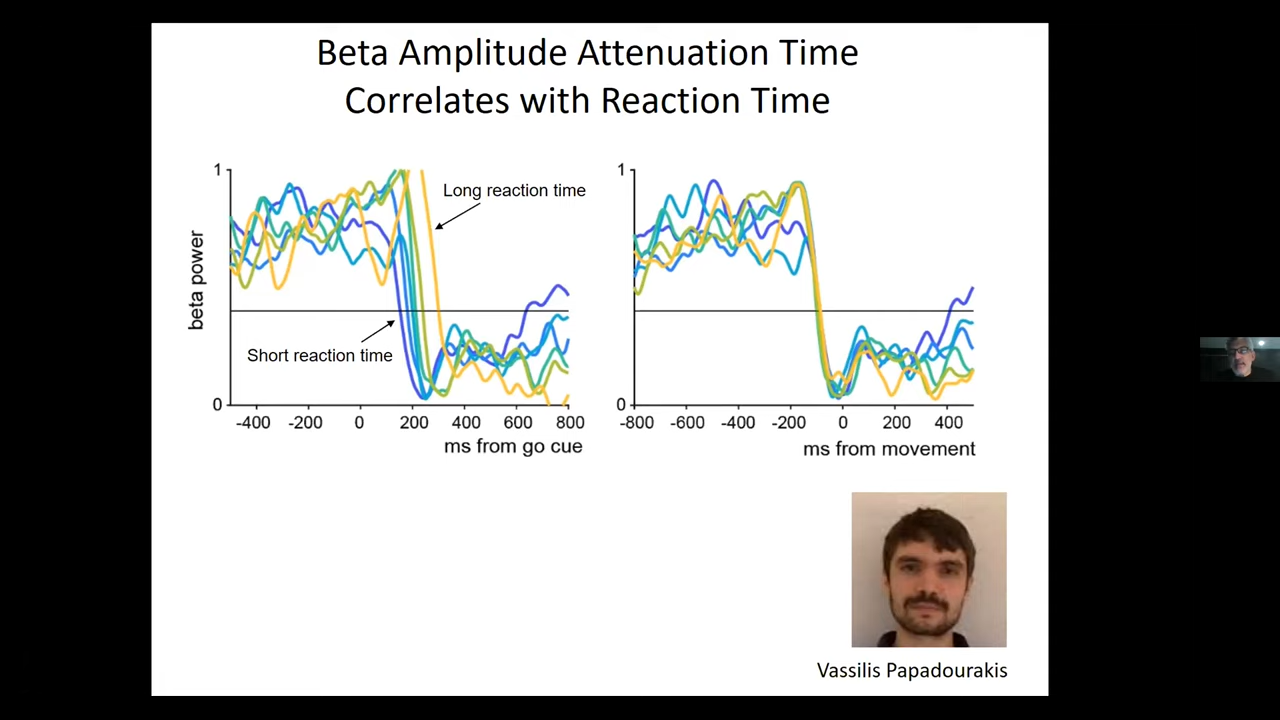 Beta Amplitude Attenuation Time
Correlates with Reaction Time
1
Long reaction time
beta power
Short reaction time
0
-400 -200 0 200 400 600 800
ms from go cue
1
0
-800 -600 -400 -200 0 200 400
ms from movement
Vassilis Papadourakis